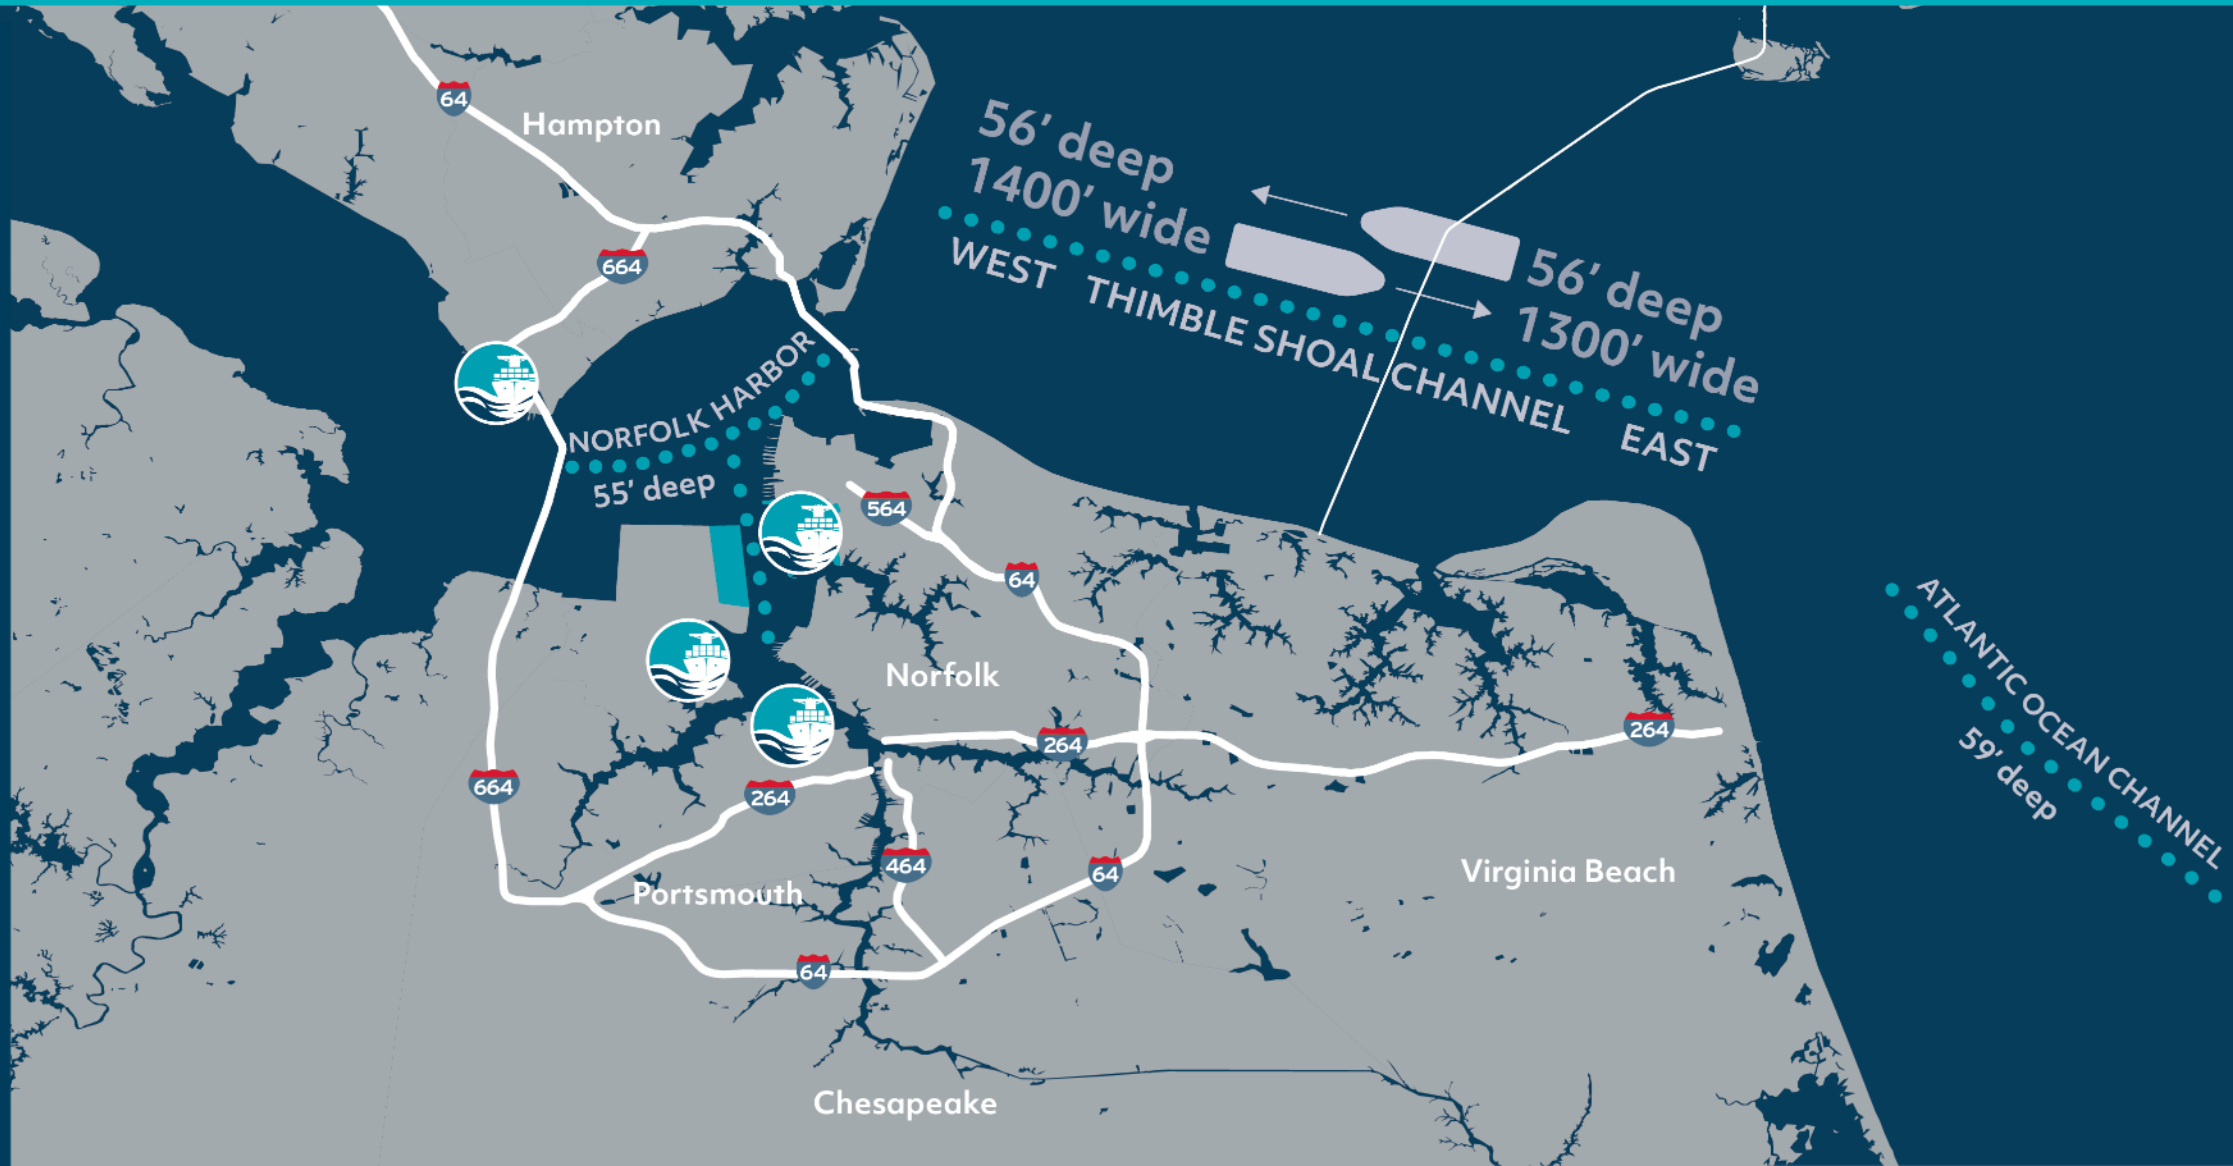 64
Hampton
664
56' deep
1400' wide
WEST THIMBLE SHOAL CHANNEL EAST
56' deep
1300' wide
NORFOLK HARBOR
55' deep
564
64
Norfolk
264
264
664
264
464
64
Portsmouth
64
Virginia Beach
Chesapeake
ATLANTIC OCEAN CHANNEL
59' deep